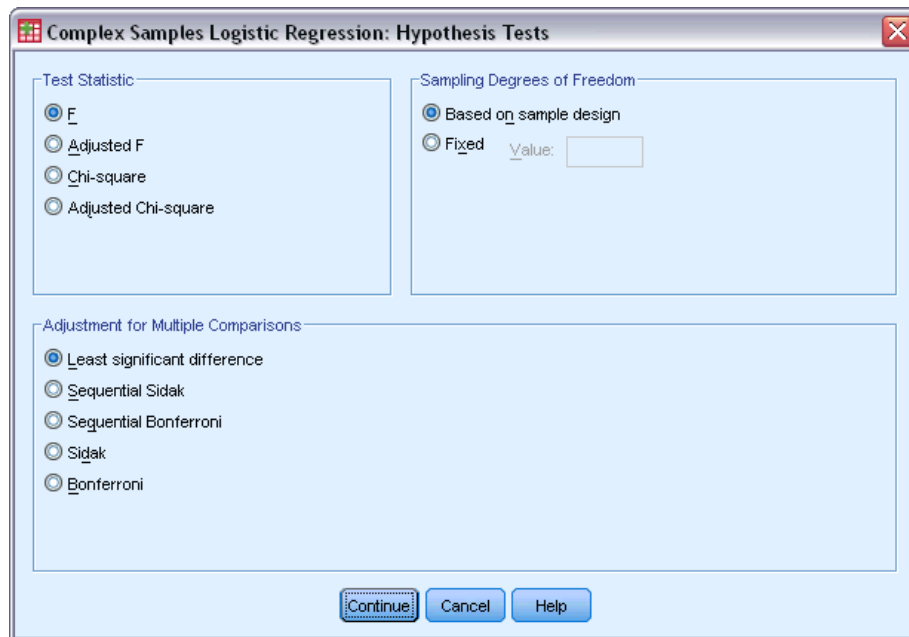 Complex Samples Logistic Regression: Hypothesis Tests
Test Statistic
F
Adjusted F
Chi-square
Adjusted Chi-square
Sampling Degrees of Freedom
Based on sample design
Fixed Value:
Adjustment for Multiple Comparisons
Least significant difference
Sequential Sidak
Sequential Bonferroni
Sidak
Bonferroni
Continue Cancel Help